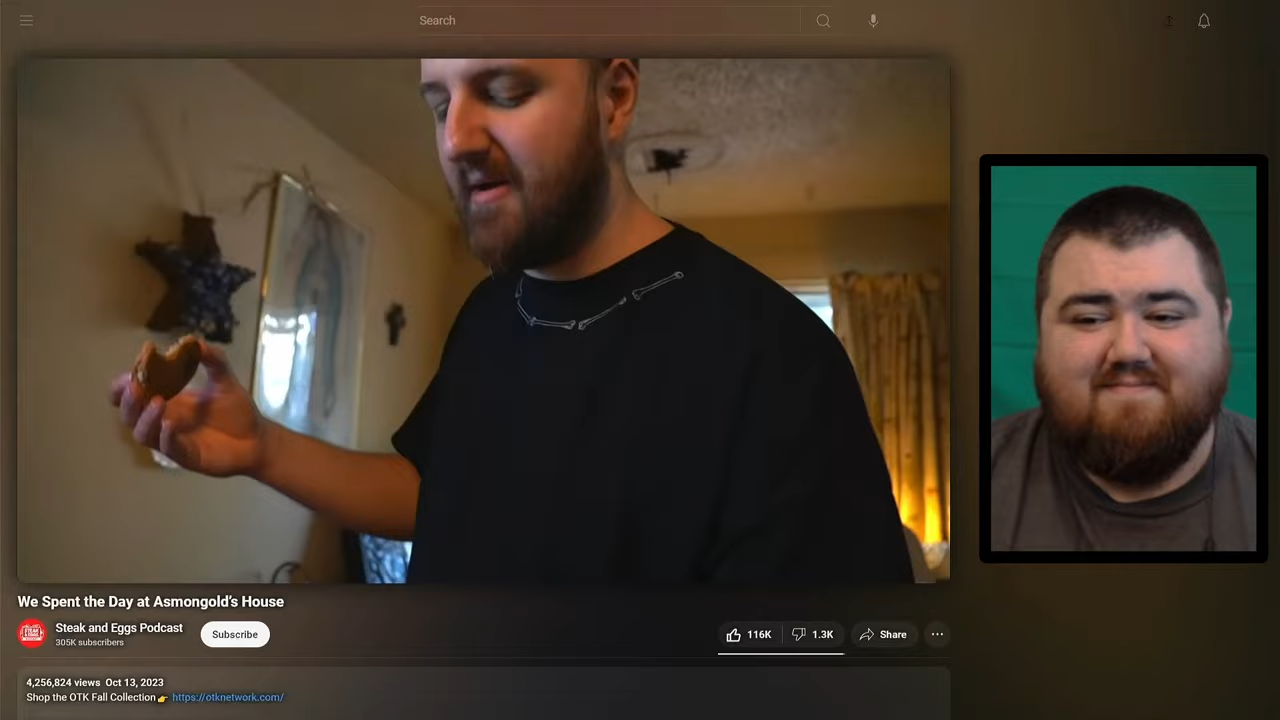 Search
We Spent the Day at Asmongold's House
Steak and Eggs Podcast
305K subscribers
Subscribe
116K
1.3K
Share
4,256,824 views Oct 13, 2023
Shop the OTK Fall Collection👉 https://otknetwork.com/